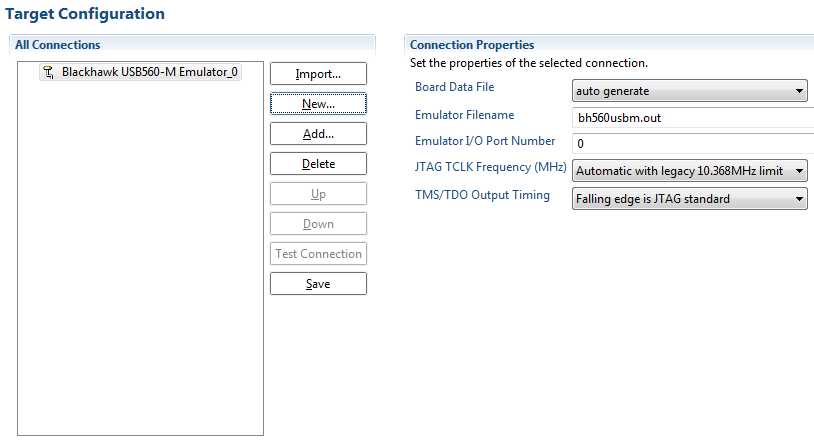 Target Configuration
All Connections
Blackhawk USB560-M Emulator_0
Import...
New...
Add...
Delete
Up
Down
Test Connection
Save
Connection Properties
Set the properties of the selected connection.
Board Data File auto generate
Emulator Filename bh560usbm.out
Emulator I/O Port Number 0
JTAG TCLK Frequency (MHz) Automatic with legacy 10.368MHz limit
TMS/TDO Output Timing Falling edge is JTAG standard